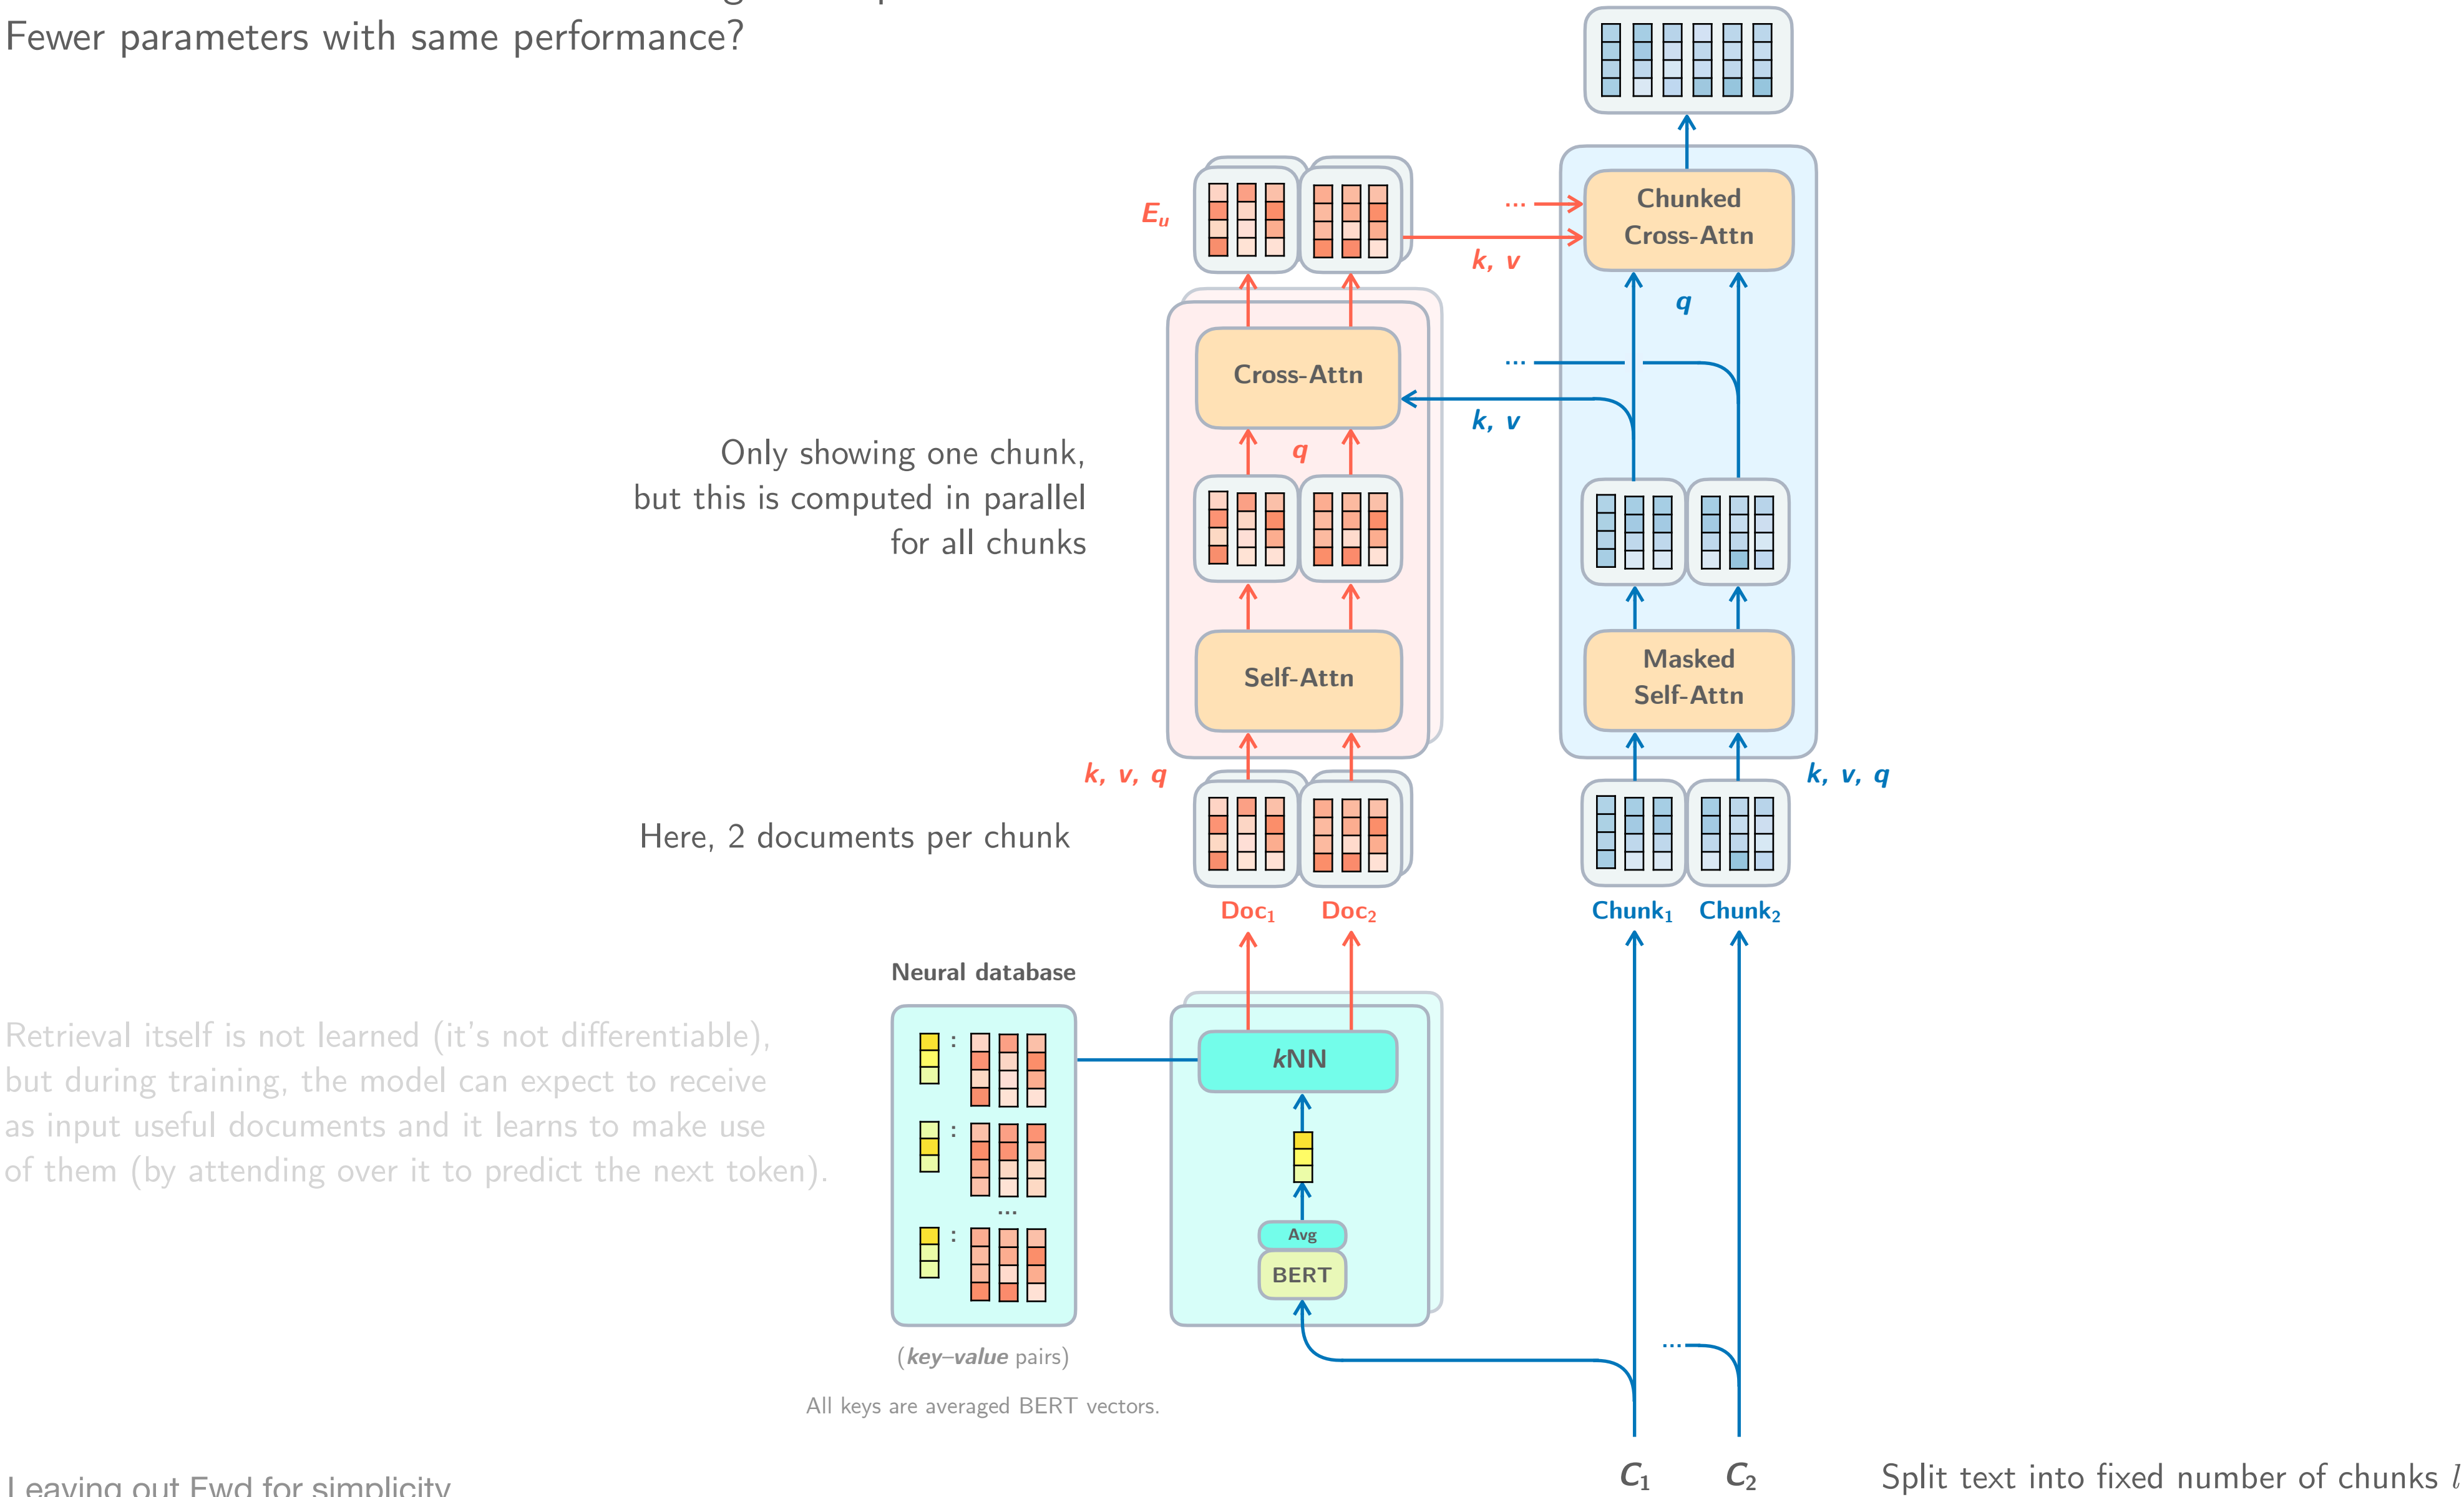 Fewer parameters with same performance?
Chunked
Cross-Attn
...
E_u
k, v
q
Cross-Attn
...
k, v
Only showing one chunk,
but this is computed in parallel
for all chunks
q
Self-Attn
Masked
Self-Attn
k, v, q
k, v, q
Here, 2 documents per chunk
Doc₁ Doc₂
Chunk₁ Chunk₂
Neural database
Retrieval itself is not learned (it's not differentiable),
but during training, the model can expect to receive
as input useful documents and it learns to make use
of them (by attending over it to predict the next token).
:
:
...
:
kNN
Avg
BERT
(key–value pairs)
All keys are averaged BERT vectors.
...
C₁ C₂
Split text into fixed number of chunks l
Leaving out Fwd for simplicity